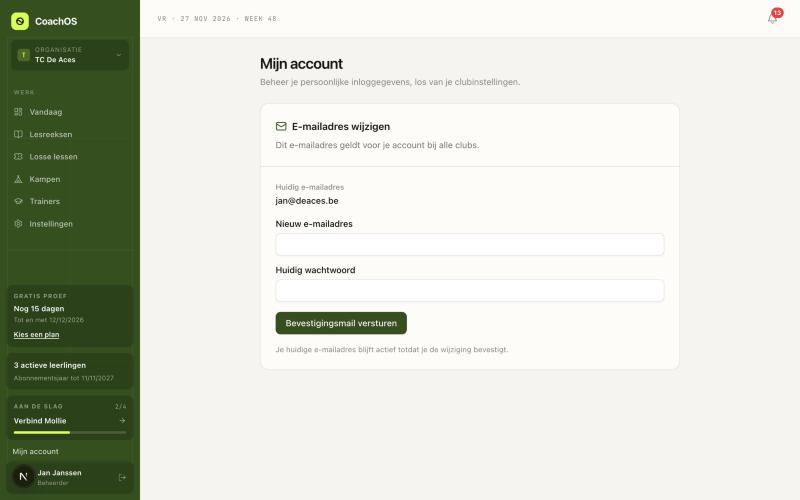 CoachOS
VR · 27 NOV 2026 · WEEK 48
13
T
ORGANISATIE
TC De Aces
WERK
Vandaag
Lesreeksen
Losse lessen
Kampen
Trainers
Instellingen
GRATIS PROEF
Nog 15 dagen
Tot en met 12/12/2026
Kies een plan
3 actieve leerlingen
Abonnementsjaar tot 11/11/2027
AAN DE SLAG 2/4
Verbind Mollie
Mijn account
N
Jan Janssen
Beheerder
Mijn account
Beheer je persoonlijke inloggegevens, los van je clubinstellingen.
E-mailadres wijzigen
Dit e-mailadres geldt voor je account bij alle clubs.
Huidig e-mailadres
jan@deaces.be
Nieuw e-mailadres
Huidig wachtwoord
Bevestigingsmail versturen
Je huidige e-mailadres blijft actief totdat je de wijziging bevestigt.